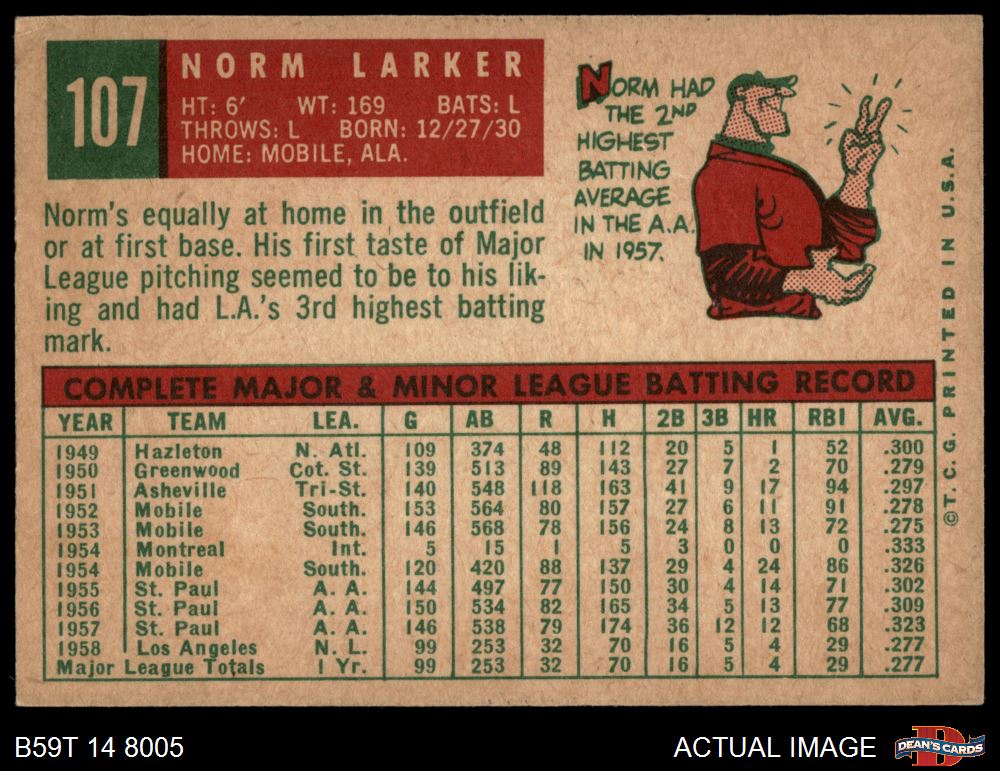 107
NORM LARKER
HT: 6' WT: 169 BATS: L
THROWS: L BORN: 12/27/30
HOME: MOBILE, ALA.
NORM HAD
THE 2ND
HIGHEST
BATTING
AVERAGE
IN THE A.A.
IN 1957.
Norm's equally at home in the outfield
or at first base. His first taste of Major
League pitching seemed to be to his lik-
ing and had L.A.'s 3rd highest batting
mark.
COMPLETE MAJOR & MINOR LEAGUE BATTING RECORD
YEAR TEAM LEA. G AB R H 2B 3B HR RBI AVG.
1949 Hazleton N. Atl. 109 374 48 112 20 5 1 52 .300
1950 Greenwood Cot. St. 139 513 89 143 27 7 2 70 .279
1951 Asheville Tri-St. 140 548 118 163 41 9 17 94 .297
1952 Mobile South. 153 564 80 157 27 6 11 91 .278
1953 Mobile South. 146 568 78 156 24 8 13 72 .275
1954 Montreal Int. 5 15 1 5 3 0 0 0 .333
1954 Mobile South. 120 420 88 137 29 4 24 86 .326
1955 St. Paul A. A. 144 497 77 150 30 4 14 71 .302
1956 St. Paul A. A. 150 534 82 165 34 5 13 77 .309
1957 St. Paul A. A. 146 538 79 174 36 12 12 68 .323
1958 Los Angeles N. L. 99 253 32 70 16 5 4 29 .277
Major League Totals 1 Yr. 99 253 32 70 16 5 4 29 .277
©T.C.G. PRINTED IN U.S.A.
B59T 14 8005
ACTUAL IMAGE
DEAN'S CARDS